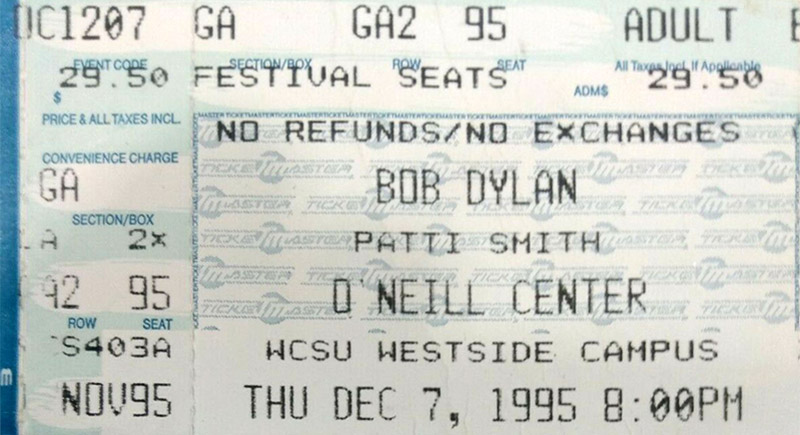 OC1207 GA GA2 95 ADULT
EVENT CODE SECTION/BOX ROW SEAT All Taxes Incl. If Applicable
29.50 FESTIVAL SEATS 29.50
$ ADM$
PRICE & ALL TAXES INCL.
NO REFUNDS/NO EXCHANGES
CONVENIENCE CHARGE
GA BOB DYLAN
SECTION/BOX
A 2x PATTI SMITH
95 O'NEILL CENTER
ROW SEAT
S403A WCSU WESTSIDE CAMPUS
NOV95 THU DEC 7, 1995 8:00PM
TICKETMASTER